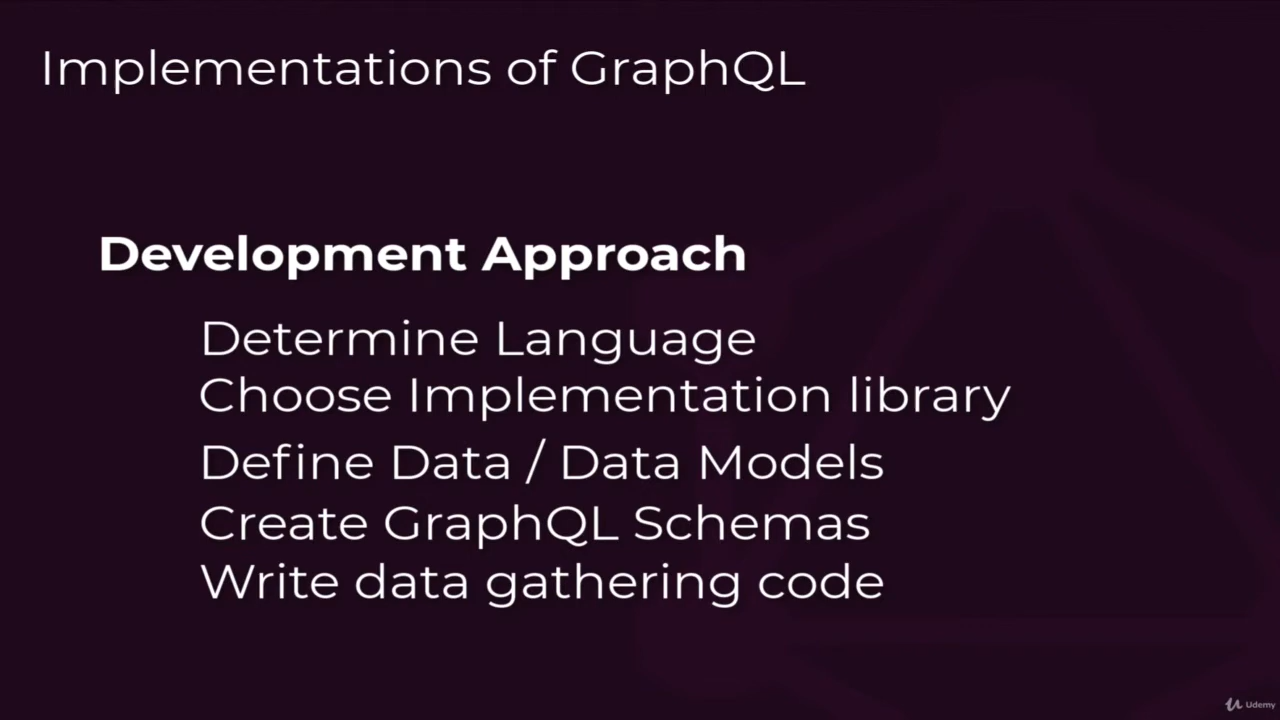 Implementations of GraphQL
Development Approach
Determine Language
Choose Implementation library
Define Data / Data Models
Create GraphQL Schemas
Write data gathering code
Udemy